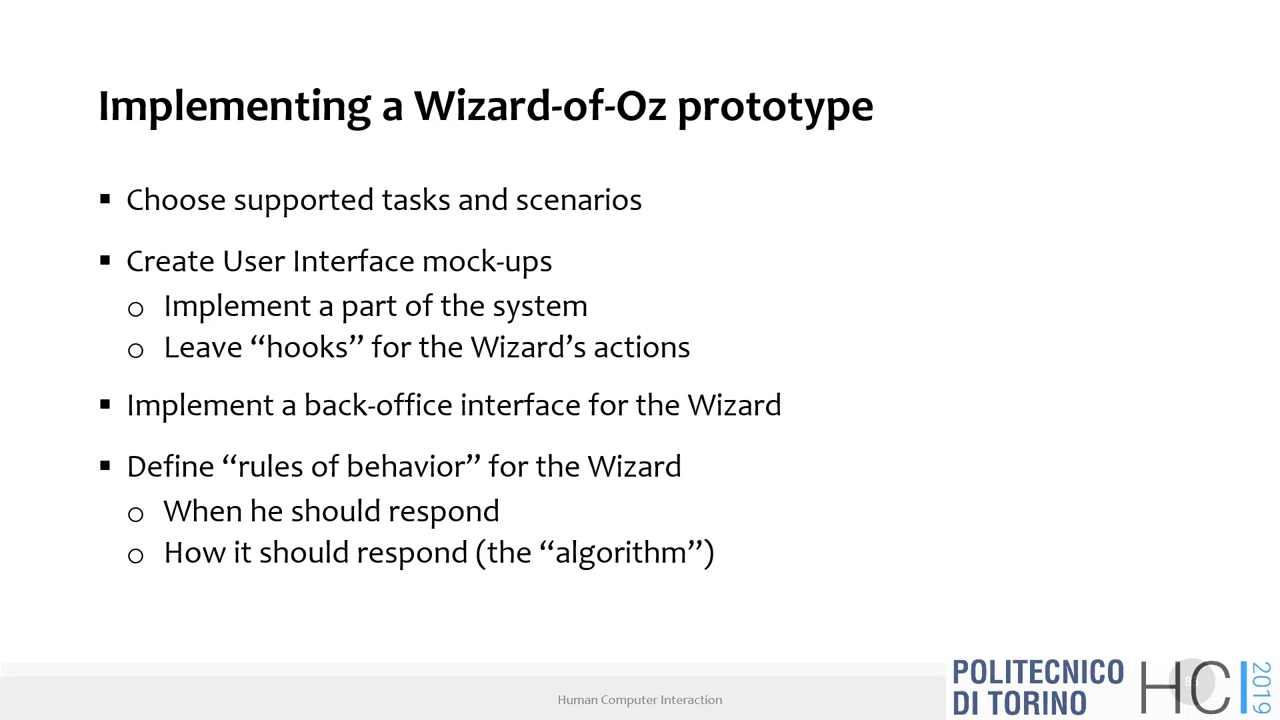 Implementing a Wizard-of-Oz prototype
▪ Choose supported tasks and scenarios
▪ Create User Interface mock-ups
o Implement a part of the system
o Leave “hooks” for the Wizard’s actions
▪ Implement a back-office interface for the Wizard
▪ Define “rules of behavior” for the Wizard
o When he should respond
o How it should respond (the “algorithm”)
Human Computer Interaction
POLITECNICO
DI TORINO
HCI
2019